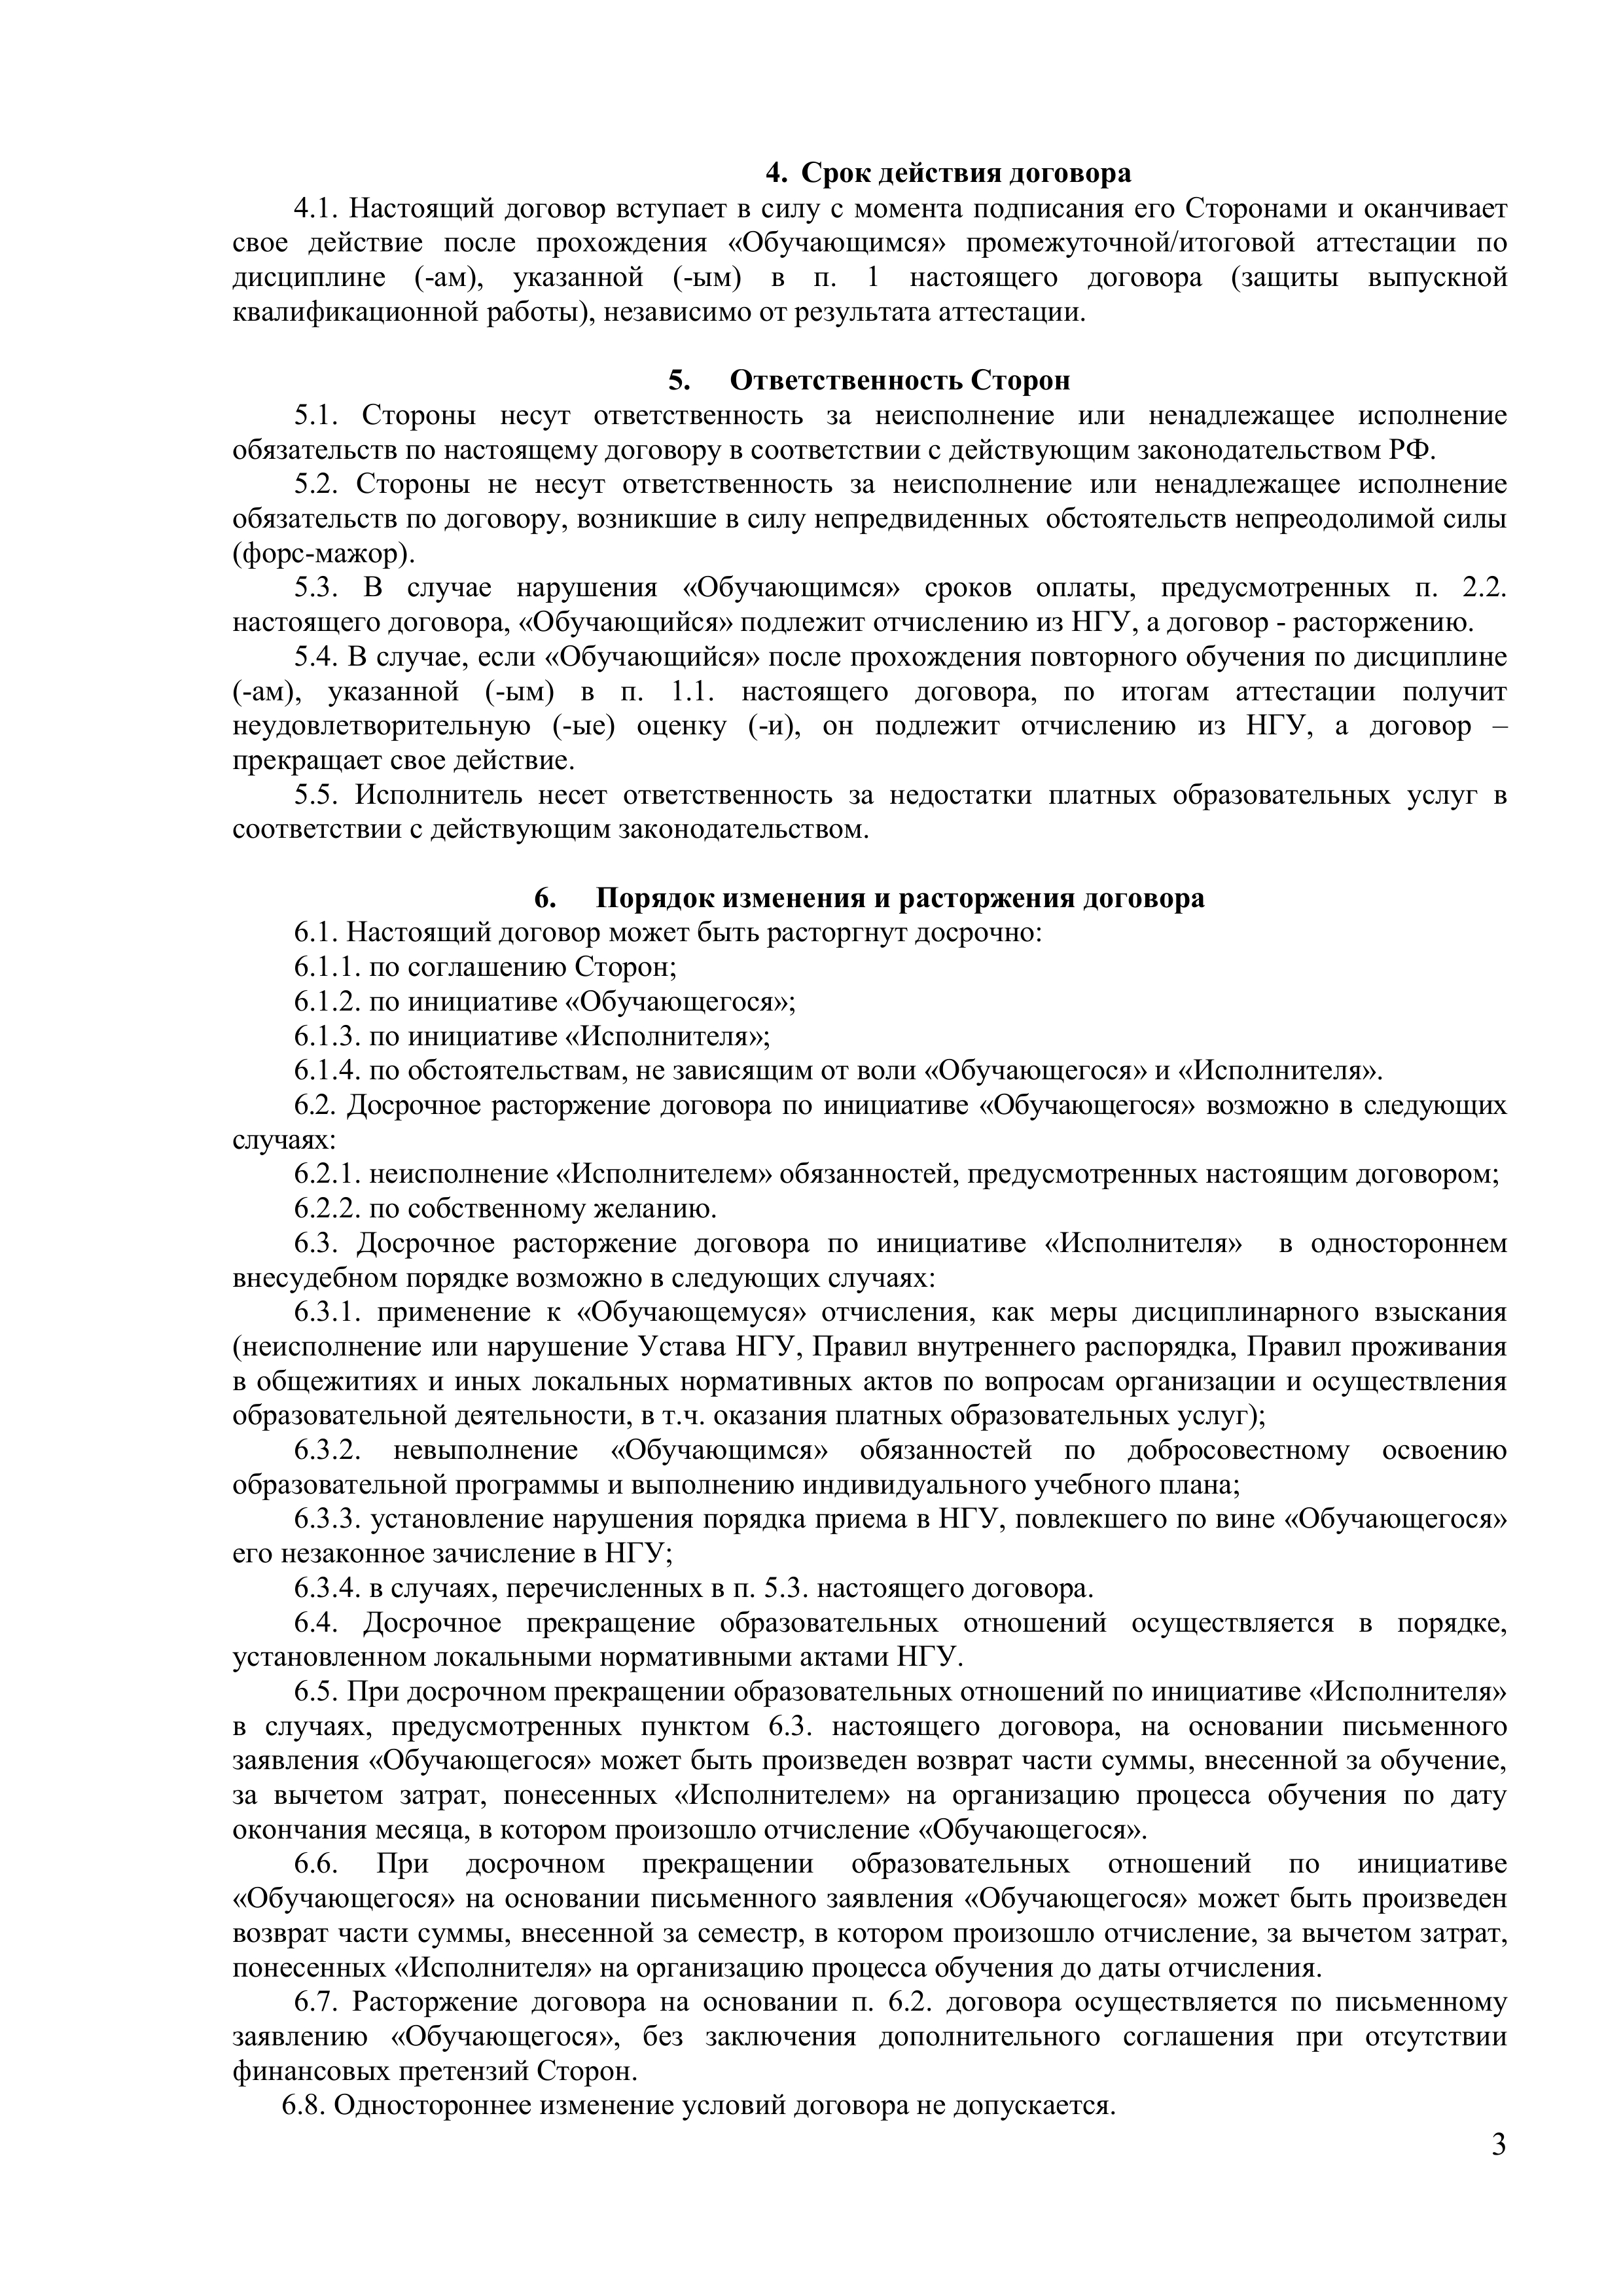 4. Срок действия договора
4.1. Настоящий договор вступает в силу с момента подписания его Сторонами и оканчивает
свое действие после прохождения «Обучающимся» промежуточной/итоговой аттестации по
дисциплине (-ам), указанной (-ым) в п. 1 настоящего договора (защиты выпускной
квалификационной работы), независимо от результата аттестации.
5. Ответственность Сторон
5.1. Стороны несут ответственность за неисполнение или ненадлежащее исполнение
обязательств по настоящему договору в соответствии с действующим законодательством РФ.
5.2. Стороны не несут ответственность за неисполнение или ненадлежащее исполнение
обязательств по договору, возникшие в силу непредвиденных обстоятельств непреодолимой силы
(форс-мажор).
5.3. В случае нарушения «Обучающимся» сроков оплаты, предусмотренных п. 2.2.
настоящего договора, «Обучающийся» подлежит отчислению из НГУ, а договор - расторжению.
5.4. В случае, если «Обучающийся» после прохождения повторного обучения по дисциплине
(-ам), указанной (-ым) в п. 1.1. настоящего договора, по итогам аттестации получит
неудовлетворительную (-ые) оценку (-и), он подлежит отчислению из НГУ, а договор –
прекращает свое действие.
5.5. Исполнитель несет ответственность за недостатки платных образовательных услуг в
соответствии с действующим законодательством.
6. Порядок изменения и расторжения договора
6.1. Настоящий договор может быть расторгнут досрочно:
6.1.1. по соглашению Сторон;
6.1.2. по инициативе «Обучающегося»;
6.1.3. по инициативе «Исполнителя»;
6.1.4. по обстоятельствам, не зависящим от воли «Обучающегося» и «Исполнителя».
6.2. Досрочное расторжение договора по инициативе «Обучающегося» возможно в следующих
случаях:
6.2.1. неисполнение «Исполнителем» обязанностей, предусмотренных настоящим договором;
6.2.2. по собственному желанию.
6.3. Досрочное расторжение договора по инициативе «Исполнителя» в одностороннем
внесудебном порядке возможно в следующих случаях:
6.3.1. применение к «Обучающемуся» отчисления, как меры дисциплинарного взыскания
(неисполнение или нарушение Устава НГУ, Правил внутреннего распорядка, Правил проживания
в общежитиях и иных локальных нормативных актов по вопросам организации и осуществления
образовательной деятельности, в т.ч. оказания платных образовательных услуг);
6.3.2. невыполнение «Обучающимся» обязанностей по добросовестному освоению
образовательной программы и выполнению индивидуального учебного плана;
6.3.3. установление нарушения порядка приема в НГУ, повлекшего по вине «Обучающегося»
его незаконное зачисление в НГУ;
6.3.4. в случаях, перечисленных в п. 5.3. настоящего договора.
6.4. Досрочное прекращение образовательных отношений осуществляется в порядке,
установленном локальными нормативными актами НГУ.
6.5. При досрочном прекращении образовательных отношений по инициативе «Исполнителя»
в случаях, предусмотренных пунктом 6.3. настоящего договора, на основании письменного
заявления «Обучающегося» может быть произведен возврат части суммы, внесенной за обучение,
за вычетом затрат, понесенных «Исполнителем» на организацию процесса обучения по дату
окончания месяца, в котором произошло отчисление «Обучающегося».
6.6. При досрочном прекращении образовательных отношений по инициативе
«Обучающегося» на основании письменного заявления «Обучающегося» может быть произведен
возврат части суммы, внесенной за семестр, в котором произошло отчисление, за вычетом затрат,
понесенных «Исполнителя» на организацию процесса обучения до даты отчисления.
6.7. Расторжение договора на основании п. 6.2. договора осуществляется по письменному
заявлению «Обучающегося», без заключения дополнительного соглашения при отсутствии
финансовых претензий Сторон.
6.8. Одностороннее изменение условий договора не допускается.
3